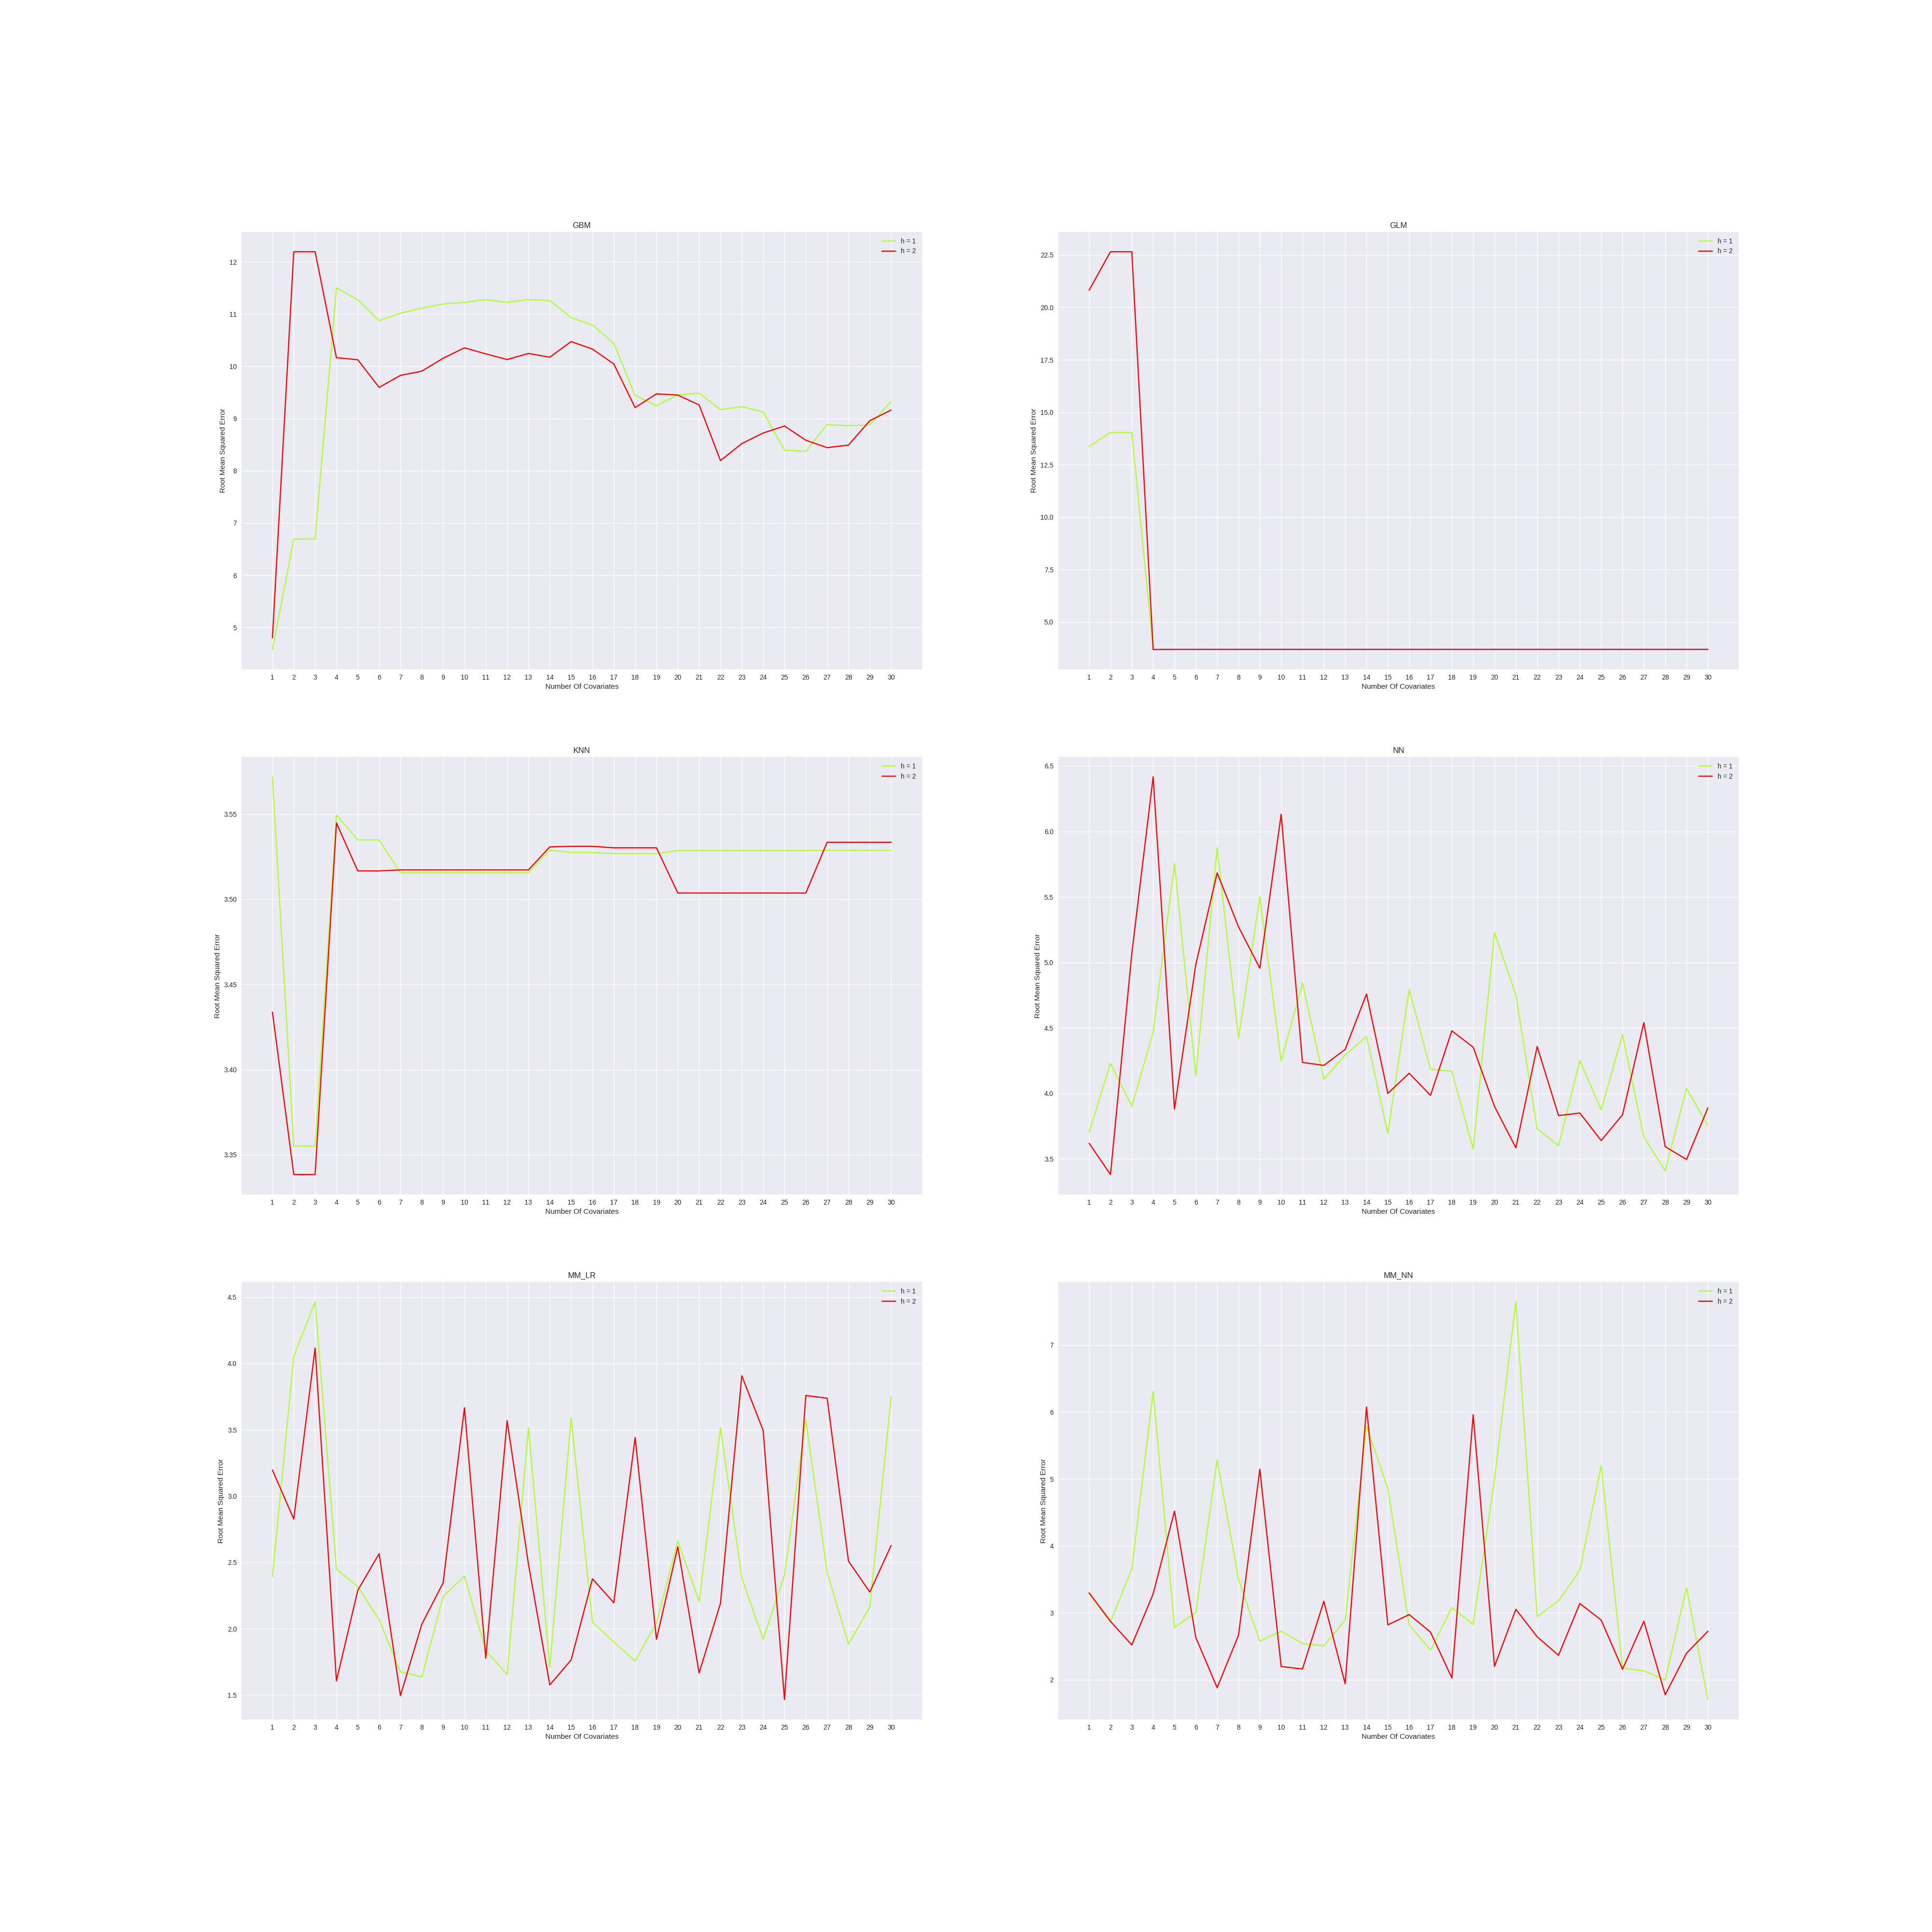 GBM
h = 1
h = 2
12
11
10
9
8
7
6
5
Root Mean Squared Error
1 2 3 4 5 6 7 8 9 10 11 12 13 14 15 16 17 18 19 20 21 22 23 24 25 26 27 28 29 30
Number Of Covariates
GLM
h = 1
h = 2
22.5
20.0
17.5
15.0
12.5
10.0
7.5
5.0
Root Mean Squared Error
1 2 3 4 5 6 7 8 9 10 11 12 13 14 15 16 17 18 19 20 21 22 23 24 25 26 27 28 29 30
Number Of Covariates
KNN
h = 1
h = 2
3.55
3.50
3.45
3.40
3.35
Root Mean Squared Error
1 2 3 4 5 6 7 8 9 10 11 12 13 14 15 16 17 18 19 20 21 22 23 24 25 26 27 28 29 30
Number Of Covariates
NN
h = 1
h = 2
6.5
6.0
5.5
5.0
4.5
4.0
3.5
Root Mean Squared Error
1 2 3 4 5 6 7 8 9 10 11 12 13 14 15 16 17 18 19 20 21 22 23 24 25 26 27 28 29 30
Number Of Covariates
MM_LR
h = 1
h = 2
4.5
4.0
3.5
3.0
2.5
2.0
1.5
Root Mean Squared Error
1 2 3 4 5 6 7 8 9 10 11 12 13 14 15 16 17 18 19 20 21 22 23 24 25 26 27 28 29 30
Number Of Covariates
MM_NN
h = 1
h = 2
7
6
5
4
3
2
Root Mean Squared Error
1 2 3 4 5 6 7 8 9 10 11 12 13 14 15 16 17 18 19 20 21 22 23 24 25 26 27 28 29 30
Number Of Covariates